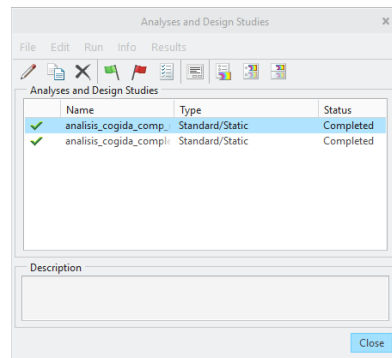 Analyses and Design Studies
File Edit Run Info Results
Analyses and Design Studies
Name Type Status
analisis_cogida_comp_ Standard/Static Completed
analisis_cogida_compl Standard/Static Completed
Description
Close